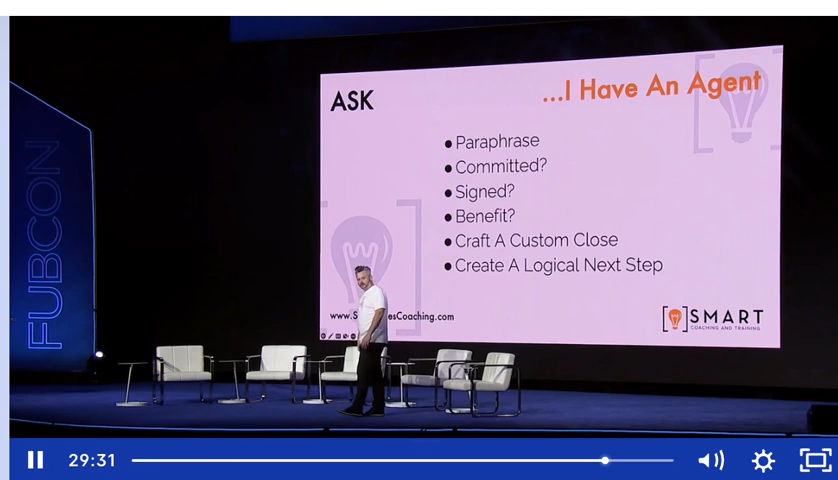 ASK
...I Have An Agent
• Paraphrase
• Committed?
• Signed?
• Benefit?
• Craft A Custom Close
• Create A Logical Next Step
FUBCON
[ ]SMART
COACHING AND TRAINING
29:31